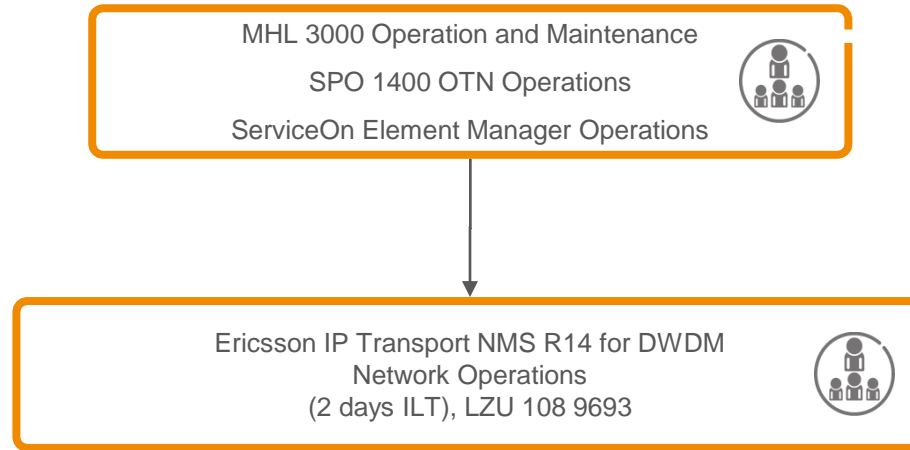 MHL 3000 Operation and Maintenance
SPO 1400 OTN Operations
ServiceOn Element Manager Operations
Ericsson IP Transport NMS R14 for DWDM
Network Operations
(2 days ILT), LZU 108 9693